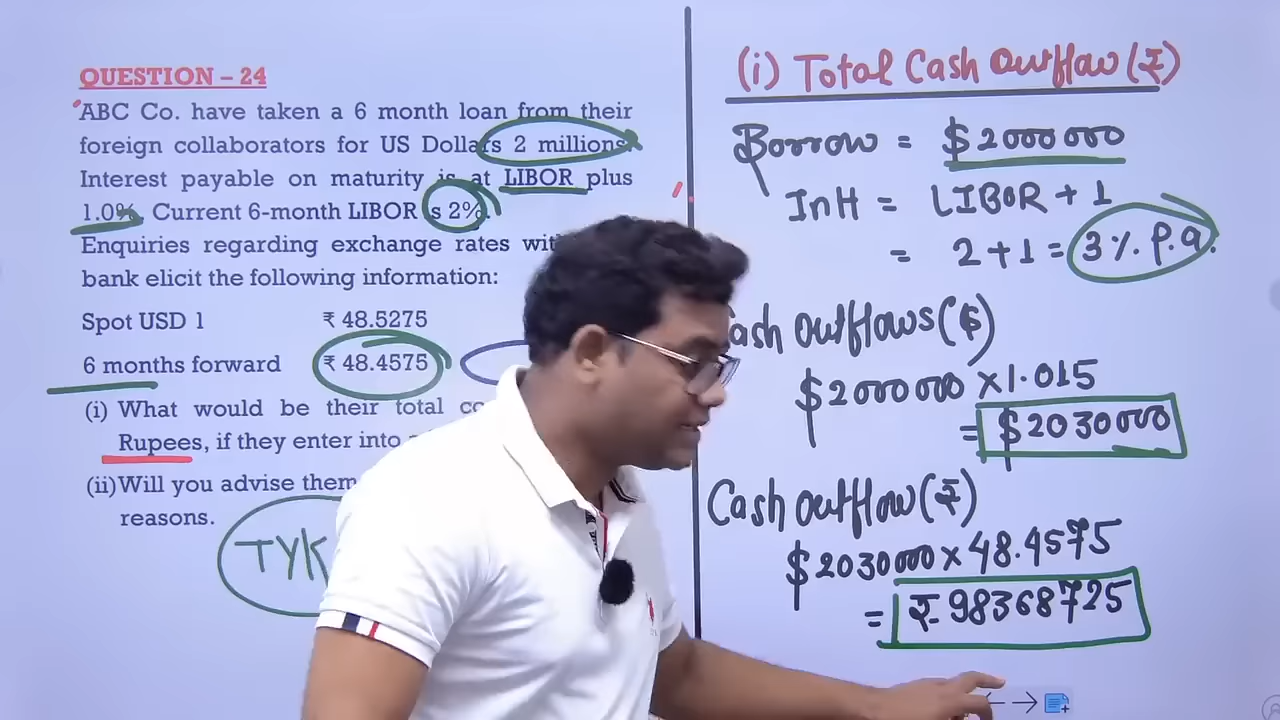 QUESTION – 24
ABC Co. have taken a 6 month loan from their
foreign collaborators for US Dollars 2 millions.
Interest payable on maturity is at LIBOR plus
1.0%. Current 6-month LIBOR is 2%.
Enquiries regarding exchange rates
bank elicit the following information:
Spot USD 1 ₹ 48.5275
6 months forward ₹ 48.4575
(i) What would be their total
Rupees, if they enter into
(ii) Will you advise them
reasons.
TYK
(i) Total Cash Outflow (₹)
Borrow = $2000000
Int = LIBOR + 1
= 2 + 1 = 3 %. P.a.
Cash outflows ($)
$2000000 × 1.015
= $2030000
Cash outflow (₹)
$2030000 × 48.4575
= ₹ 98368725